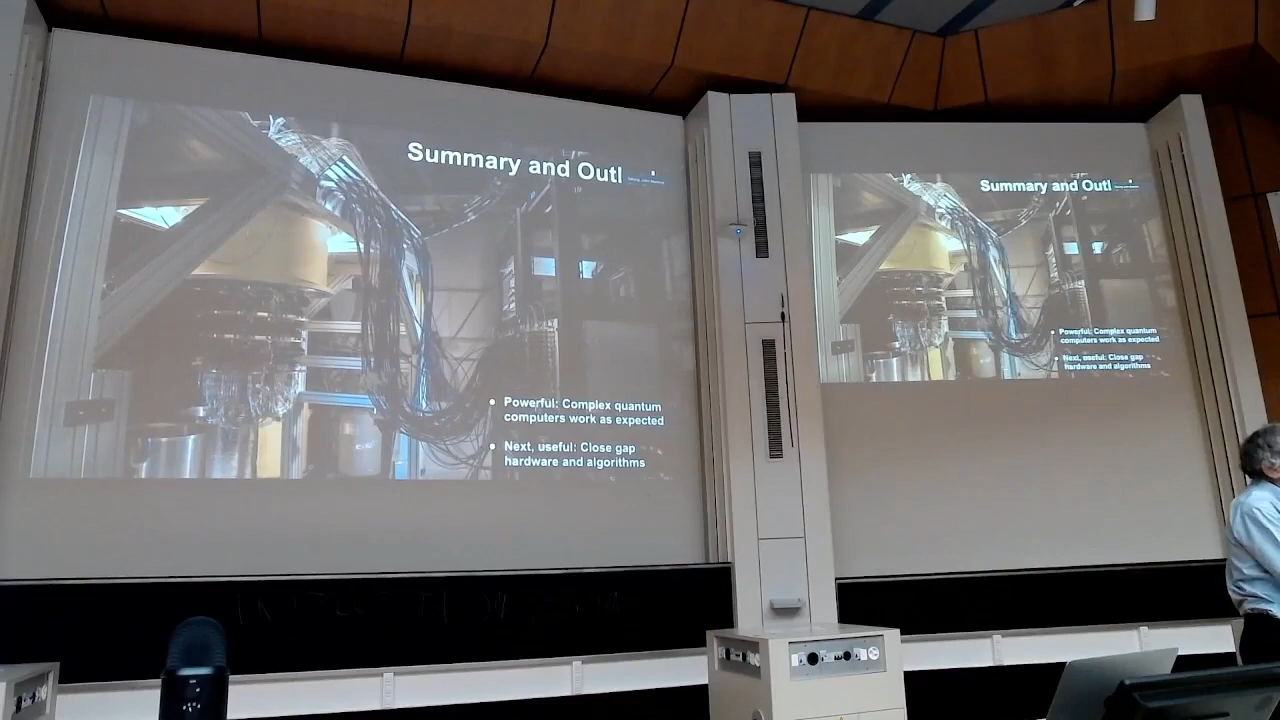 Summary and Outl
• Powerful: Complex quantum
computers work as expected
• Next, useful: Close gap
hardware and algorithms
Summary and Outl
• Powerful: Complex quantum
computers work as expected
• Next, useful: Close gap
hardware and algorithms